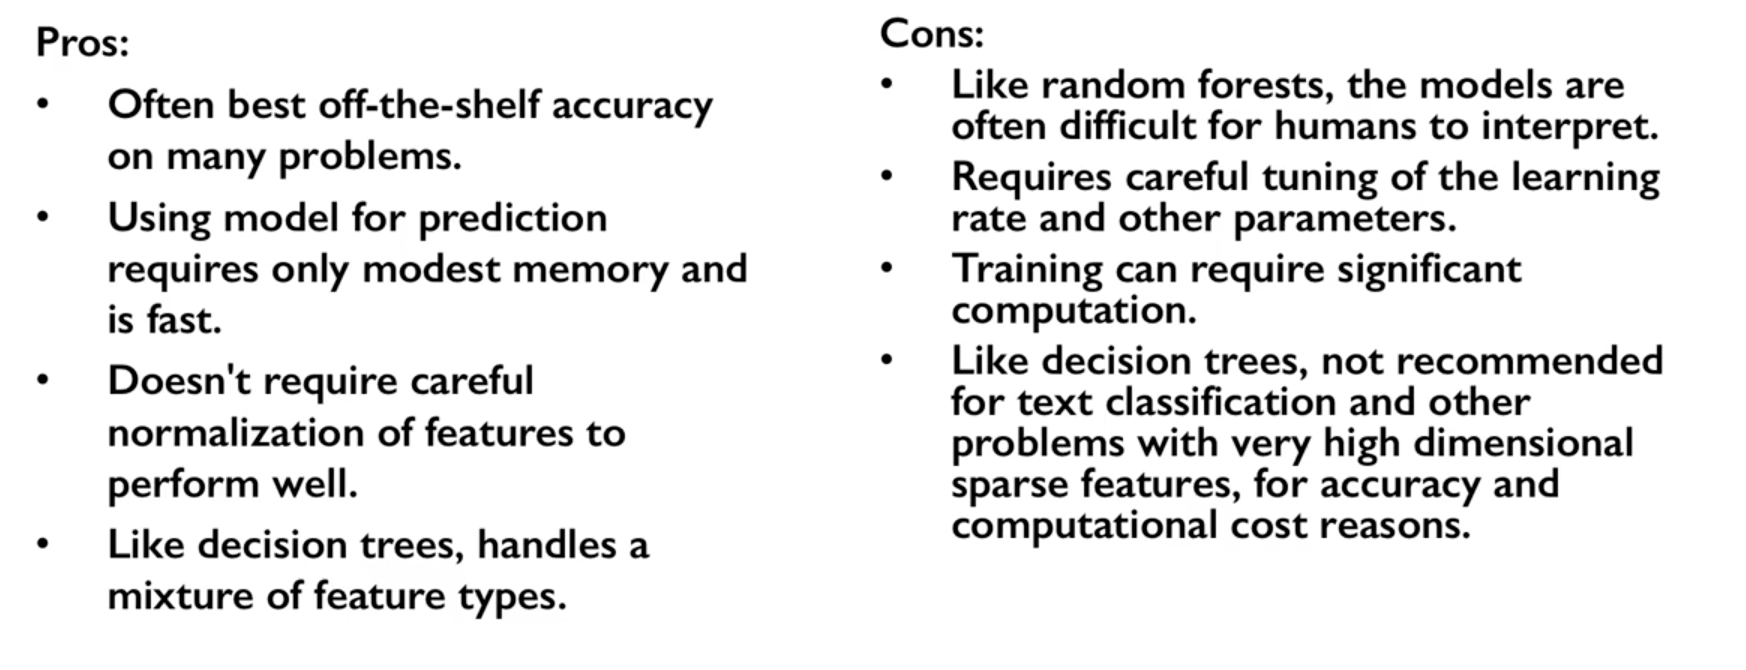 Pros:
• Often best off-the-shelf accuracy
on many problems.
• Using model for prediction
requires only modest memory and
is fast.
• Doesn't require careful
normalization of features to
perform well.
• Like decision trees, handles a
mixture of feature types.
Cons:
• Like random forests, the models are
often difficult for humans to interpret.
• Requires careful tuning of the learning
rate and other parameters.
• Training can require significant
computation.
• Like decision trees, not recommended
for text classification and other
problems with very high dimensional
sparse features, for accuracy and
computational cost reasons.